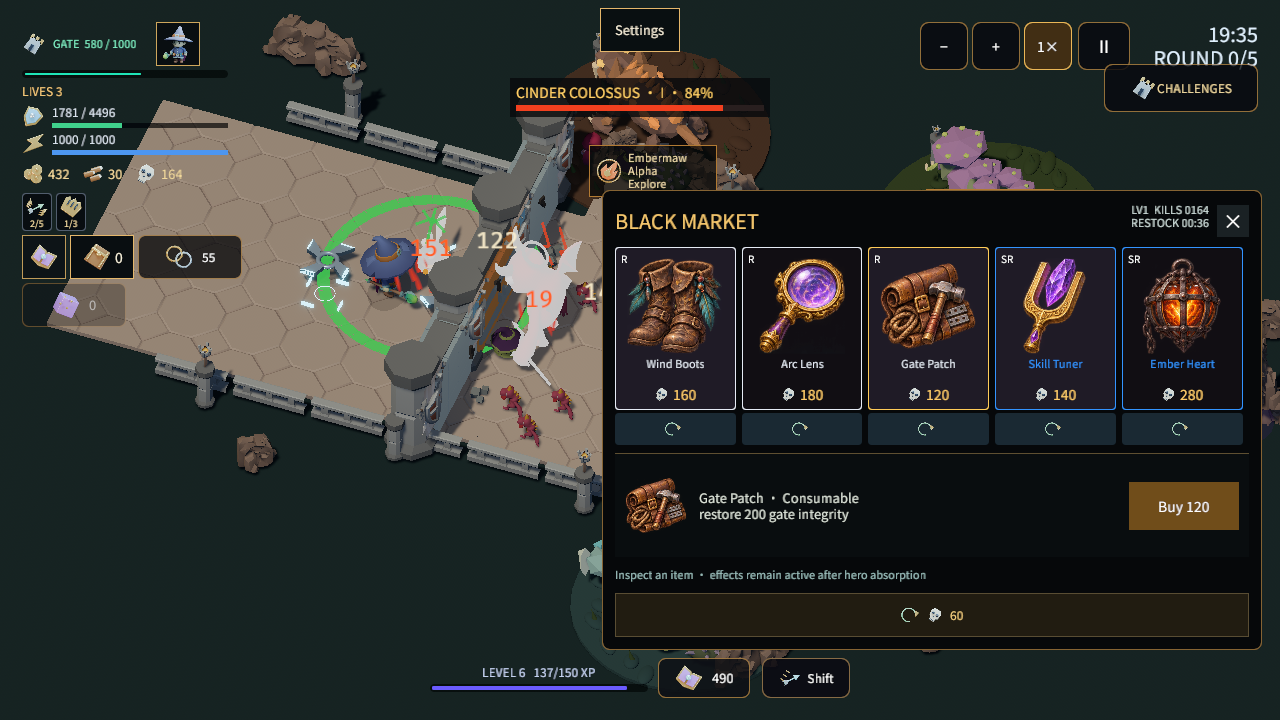 GATE 580 / 1000
LIVES 3
1781 / 4496
1000 / 1000
432
30
164
2/5
1/3
0
55
0
Settings
CINDER COLOSSUS • I • 84%
Embermaw
Alpha
Explore
−
+
1×
19:35
ROUND 0/5
CHALLENGES
151
122
19
BLACK MARKET
LV1 KILLS 0164
RESTOCK 00:36
R
R
R
SR
SR
Wind Boots
Arc Lens
Gate Patch
Skill Tuner
Ember Heart
160
180
120
140
280
Gate Patch • Consumable
restore 200 gate integrity
Buy 120
Inspect an item • effects remain active after hero absorption
60
LEVEL 6 137/150 XP
490
Shift